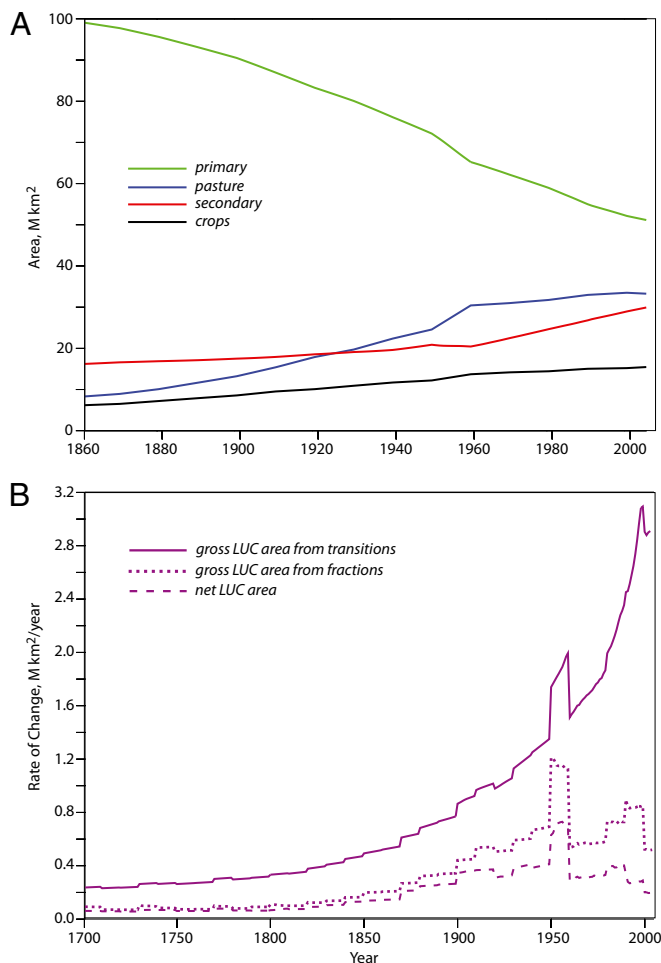 A
Area, M km²
100
80
60
40
20
0
primary
pasture
secondary
crops
1860
1880
1900
1920
1940
1960
1980
2000
B
Rate of Change, M km²/year
3.2
2.8
2.4
2.0
1.6
1.2
0.8
0.4
0.0
gross LUC area from transitions
gross LUC area from fractions
net LUC area
1700
1750
1800
1850
1900
1950
2000
Year